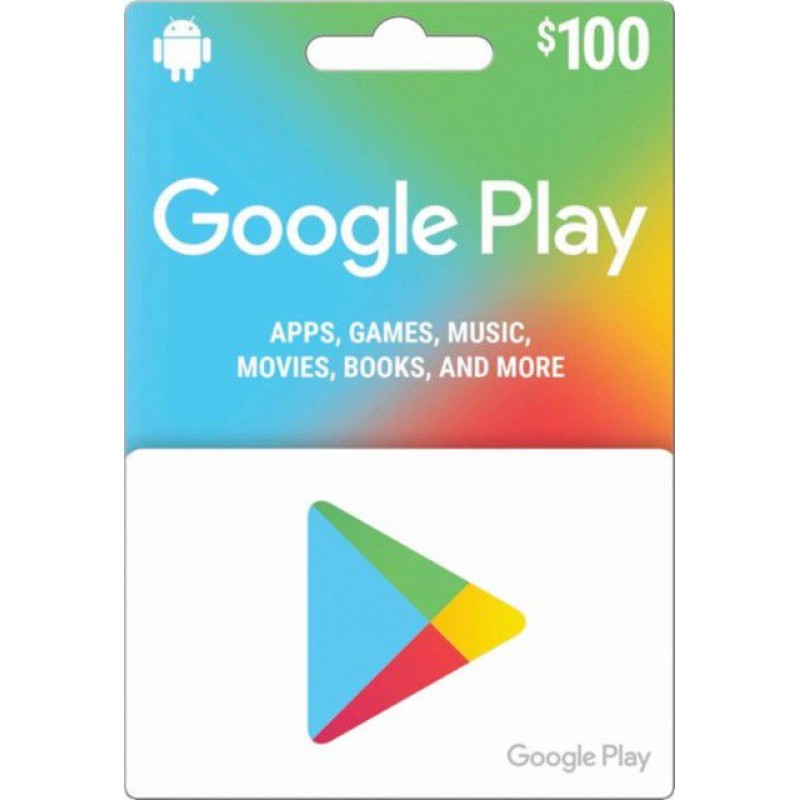 $100
Google Play
APPS, GAMES, MUSIC,
MOVIES, BOOKS, AND MORE
Google Play